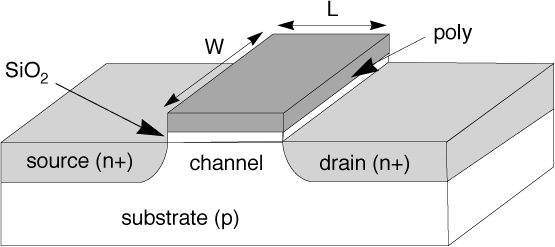 L
W
poly
SiO₂
source (n+)
channel
drain (n+)
substrate (p)